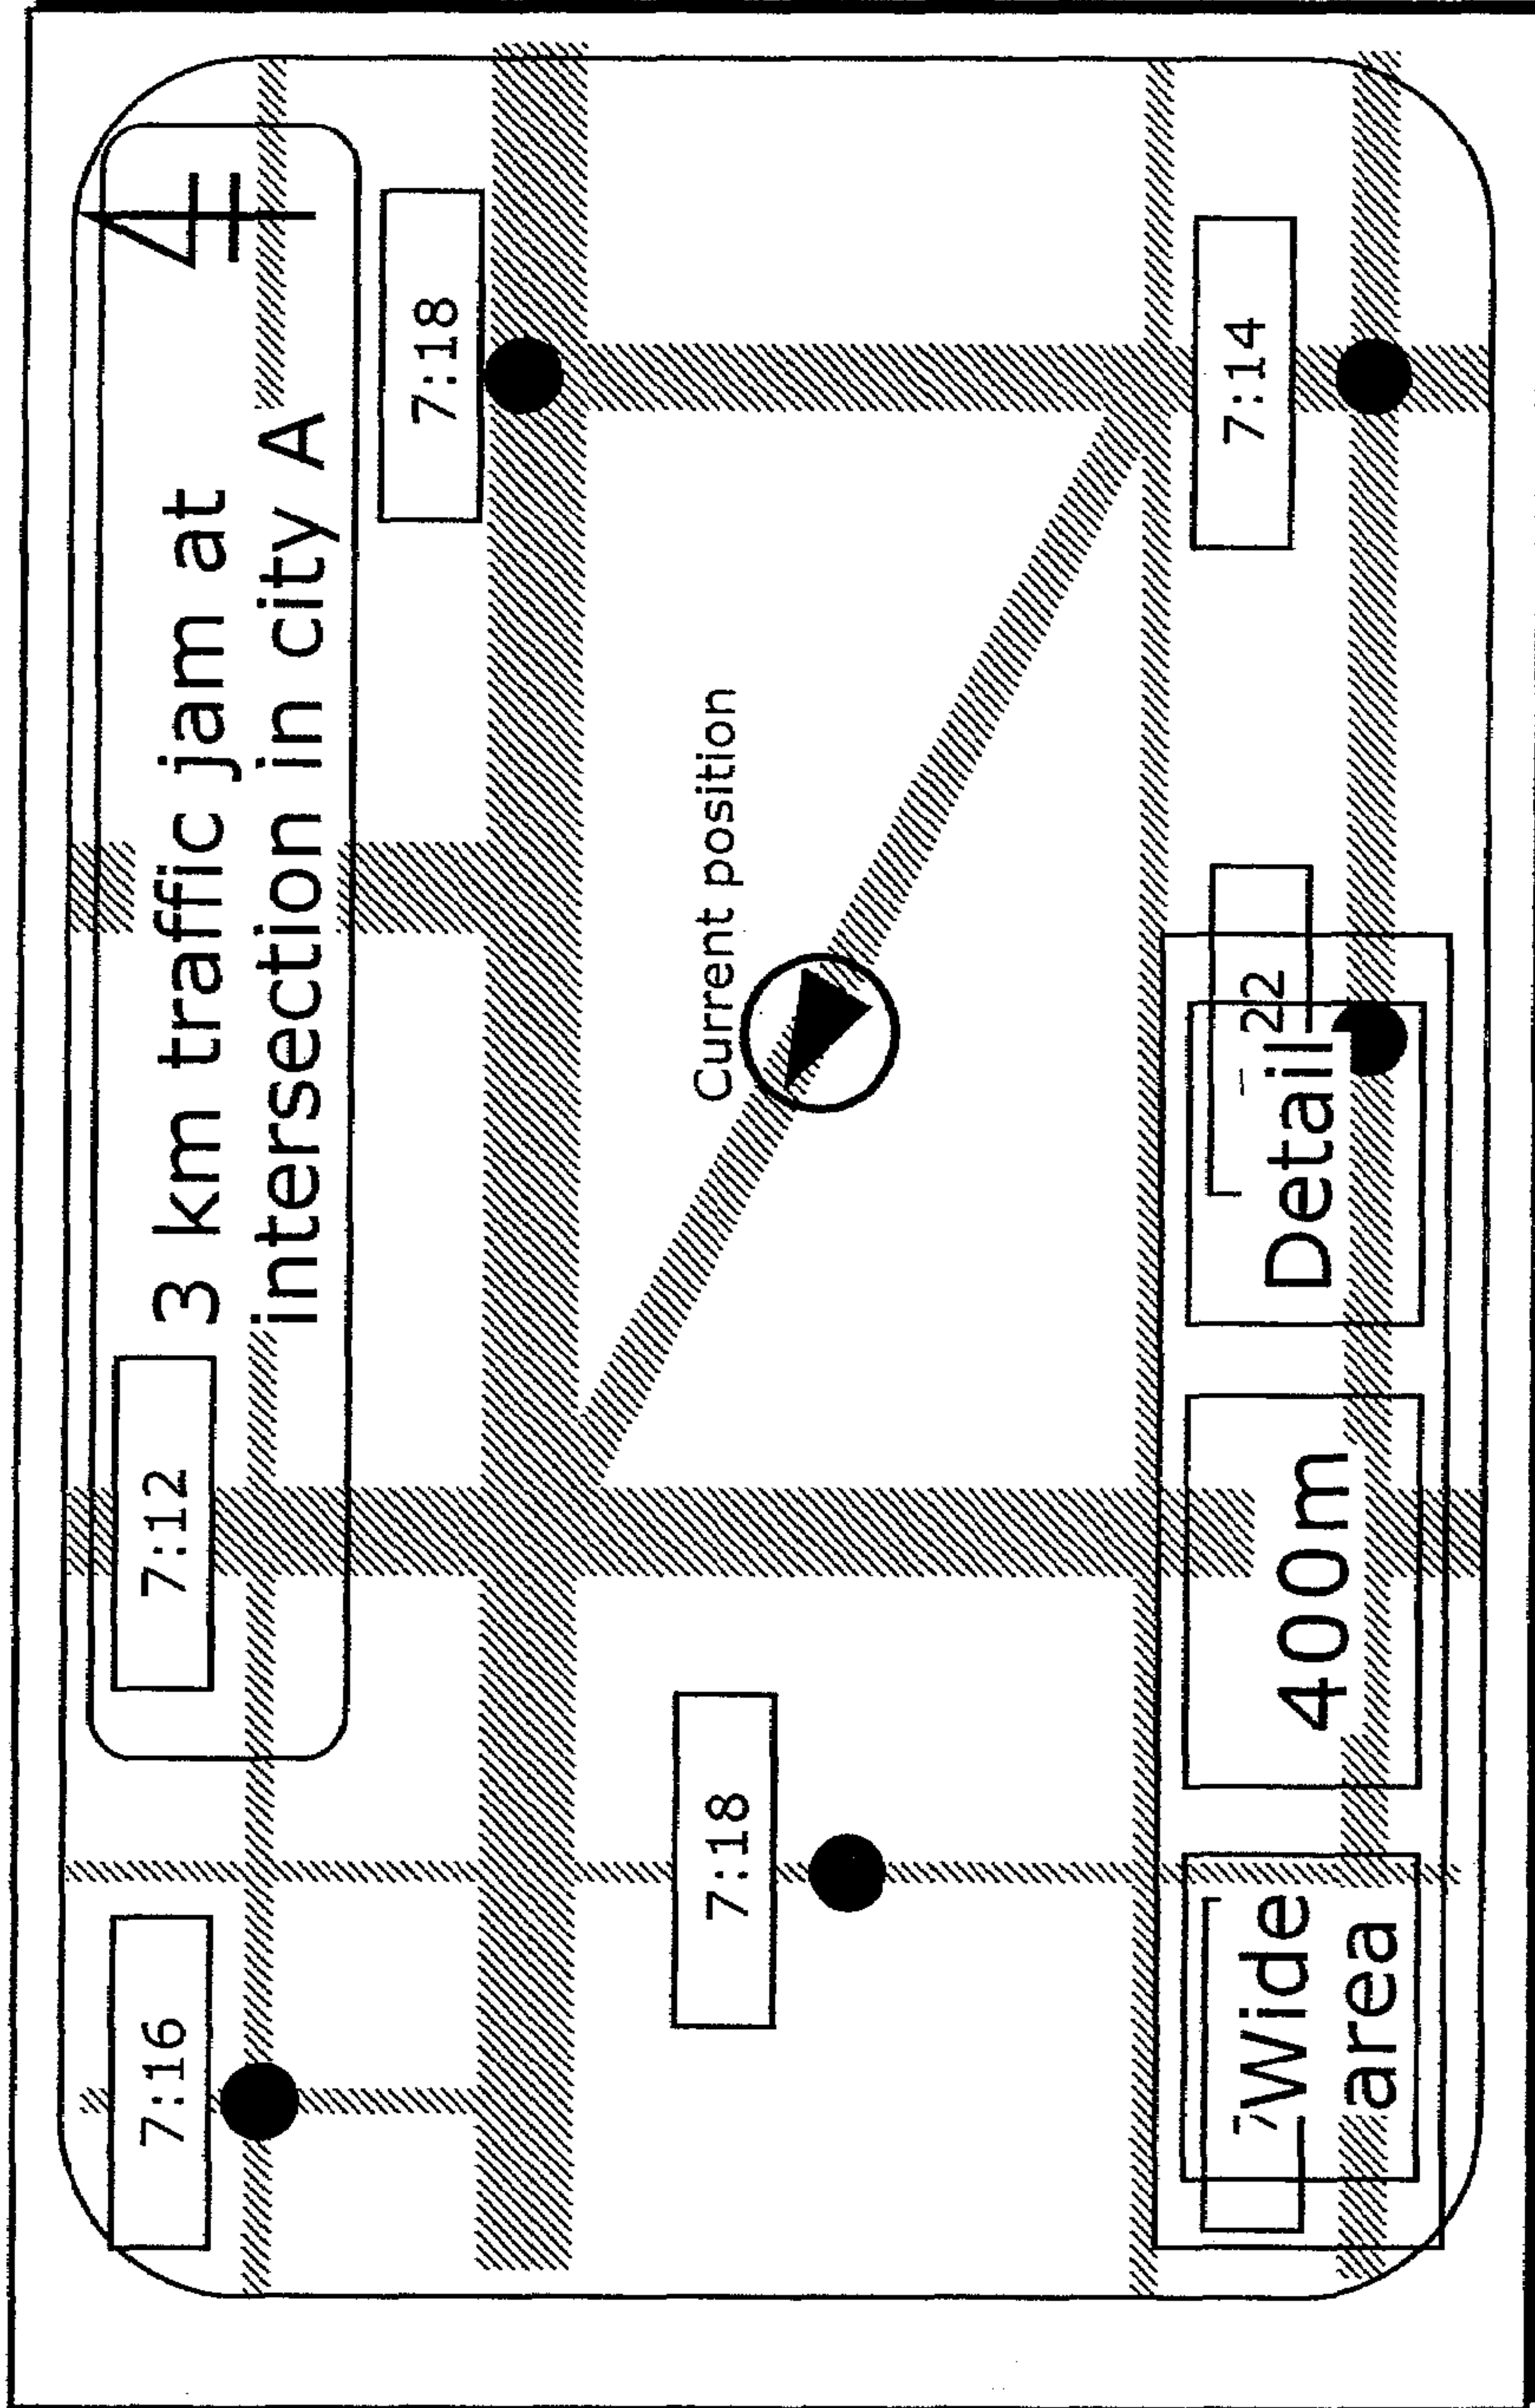 7:16
7:12
3 km traffic jam at
intersection in city A
7:18
7:18
Current position
7:14
7
Wide
area
400m
22
Detail